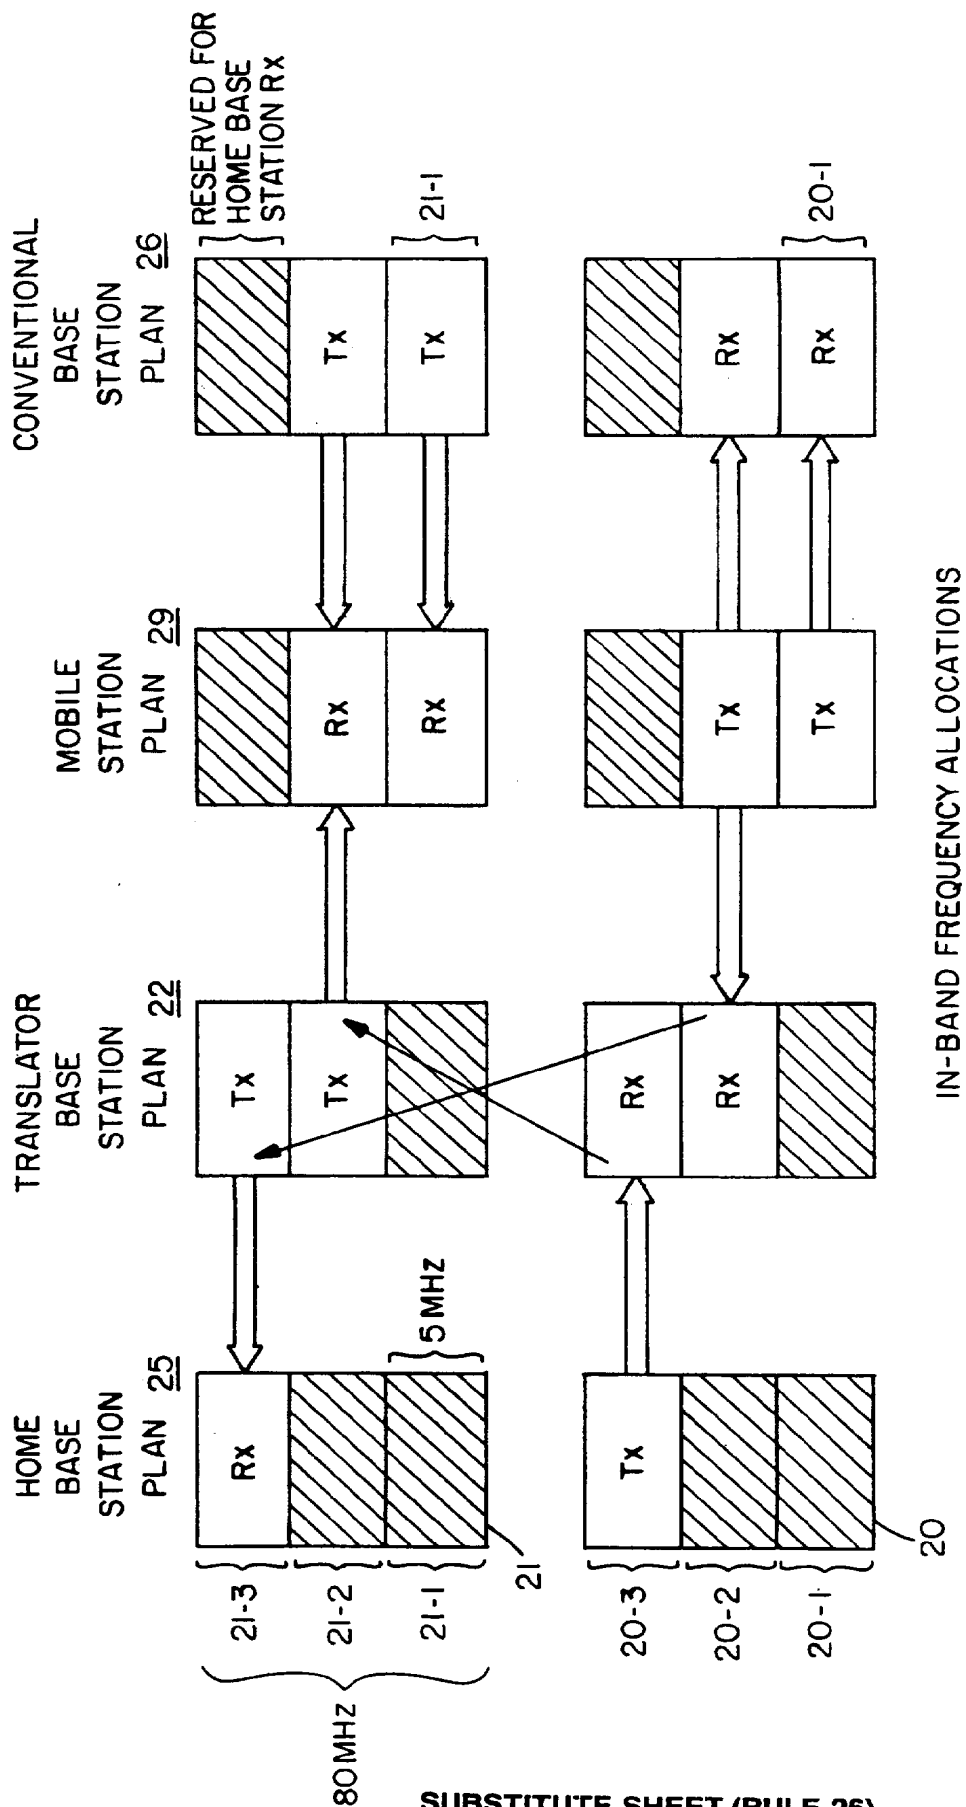 HOME
BASE
STATION
PLAN 25
TRANSLATOR
BASE
STATION
PLAN 22
MOBILE
STATION
PLAN 29
CONVENTIONAL
BASE
STATION
PLAN 26
80MHZ
21-3
21-2
21-1
Rx
5MHZ
21
Tx
Tx
Rx
Rx
Tx
Tx
RESERVED FOR
HOME BASE
STATION Rx
21-1
20-3
20-2
20-1
Tx
20
Rx
Rx
Tx
Tx
Rx
Rx
20-1
IN-BAND FREQUENCY ALLOCATIONS
SUBSTITUTE SHEET (RULE 26)